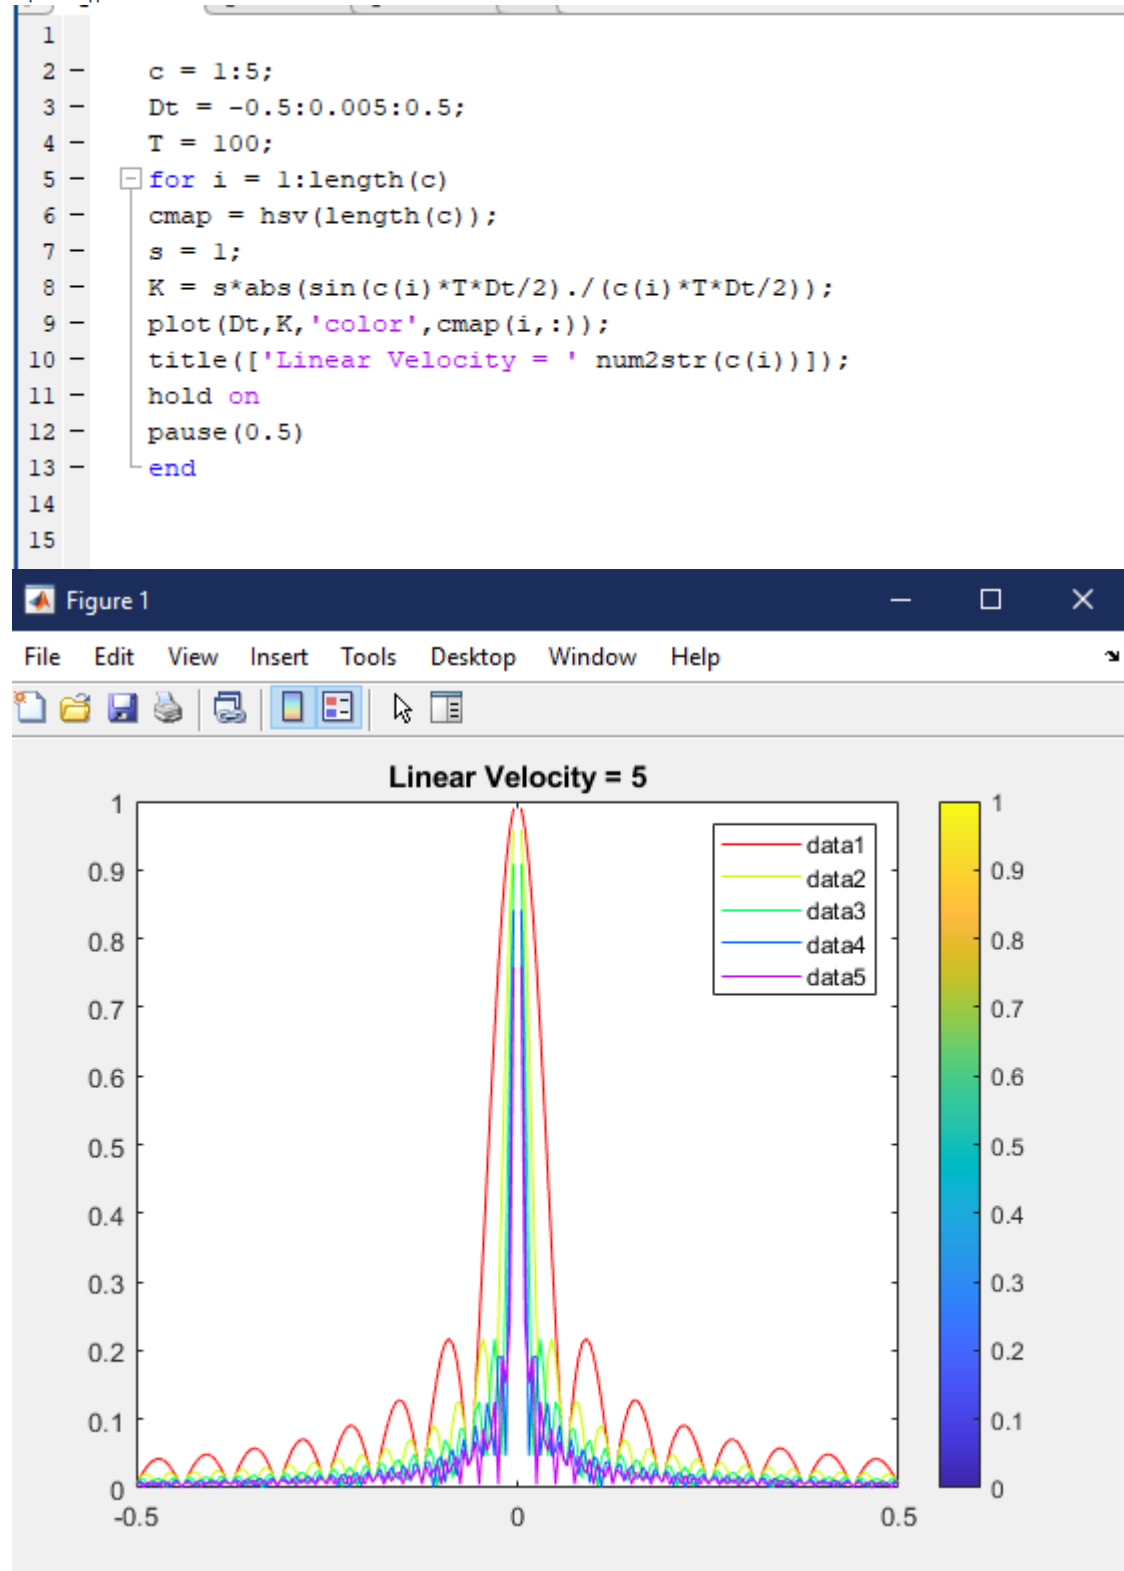 1
2 - c = 1:5;
3 - Dt = -0.5:0.005:0.5;
4 - T = 100;
5 - for i = 1:length(c)
6 - cmap = hsv(length(c));
7 - s = 1;
8 - K = s*abs(sin(c(i)*T*Dt/2)./(c(i)*T*Dt/2));
9 - plot(Dt,K,'color',cmap(i,:));
10 - title(['Linear Velocity = ' num2str(c(i))]);
11 - hold on
12 - pause(0.5)
13 - end
14
15
Figure 1
File Edit View Insert Tools Desktop Window Help
Linear Velocity = 5
1
0.9
0.8
0.7
0.6
0.5
0.4
0.3
0.2
0.1
0
-0.5 0 0.5
data1
data2
data3
data4
data5
1
0.9
0.8
0.7
0.6
0.5
0.4
0.3
0.2
0.1
0